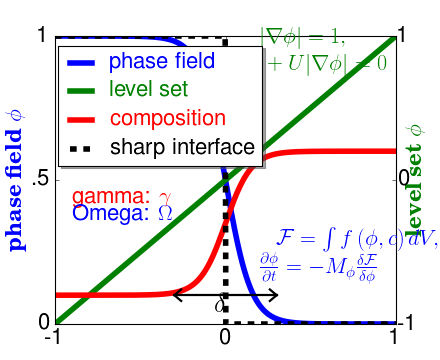 |∇ϕ| = 1,
+ U|∇ϕ| = 0
1
1
phase field
level set
composition
sharp interface
phase field ϕ
.5
0
level set ϕ
gamma: γ
Omega: Ω
ℱ = ∫ f (ϕ, c) dV,
∂ϕ/∂t = −M_ϕ δℱ/δϕ
0
-1
-1
0
1